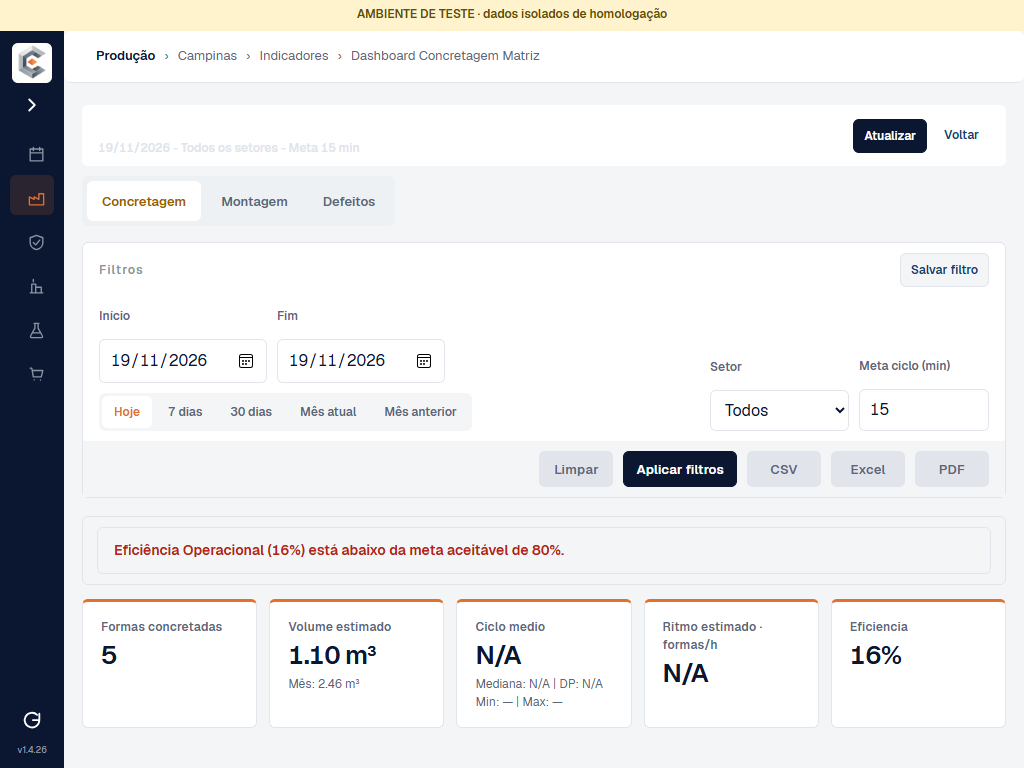 AMBIENTE DE TESTE · dados isolados de homologação
Produção › Campinas › Indicadores › Dashboard Concretagem Matriz
19/11/2026 - Todos os setores - Meta 15 min
Atualizar
Voltar
Concretagem
Montagem
Defeitos
Filtros
Salvar filtro
Início
Fim
19/11/2026
19/11/2026
Setor
Meta ciclo (min)
Todos
15
Hoje
7 dias
30 dias
Mês atual
Mês anterior
Limpar
Aplicar filtros
CSV
Excel
PDF
Eficiência Operacional (16%) está abaixo da meta aceitável de 80%.
Formas concretadas
5
Volume estimado
1.10 m³
Mês: 2.46 m³
Ciclo medio
N/A
Mediana: N/A | DP: N/A
Min: — | Max: —
Ritmo estimado ·
formas/h
N/A
Eficiencia
16%
v1.4.26